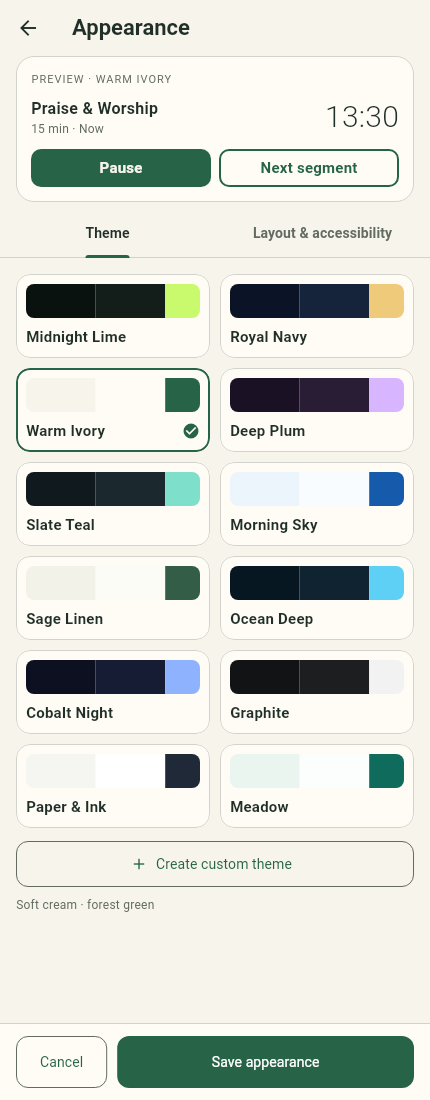 Appearance
PREVIEW · WARM IVORY
Praise & Worship
15 min · Now
13:30
Pause
Next segment
Theme
Layout & accessibility
Midnight Lime
Royal Navy
Warm Ivory
Deep Plum
Slate Teal
Morning Sky
Sage Linen
Ocean Deep
Cobalt Night
Graphite
Paper & Ink
Meadow
Create custom theme
Soft cream · forest green
Cancel
Save appearance